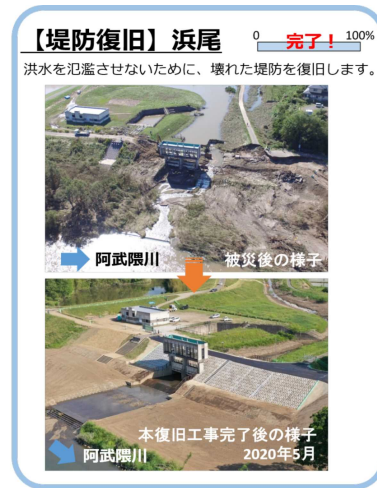 【堤防復旧】浜尾
0 完了！ 100%
洪水を氾濫させないために、壊れた堤防を復旧します。
阿武隈川
被災後の様子
本復旧工事完了後の様子
2020年5月
阿武隈川